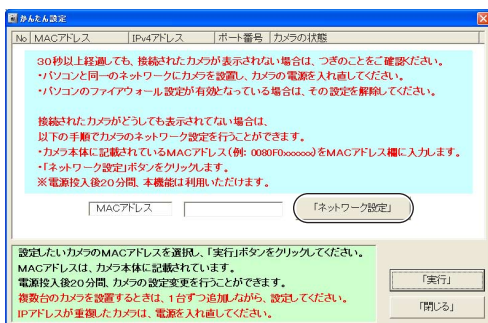 かんたん設定
No MACアドレス IPv4アドレス ポート番号 カメラの状態
30秒以上経過しても、接続されたカメラが表示されない場合は、つぎのことをご確認ください。
・パソコンと同一のネットワークにカメラを設置し、カメラの電源を入れ直してください。
・パソコンのファイアウォール設定が有効となっている場合は、その設定を解除してください。
接続されたカメラがどうしても表示されてない場合は、
以下の手順でカメラのネットワーク設定を行うことができます。
・カメラ本体に記載されているMACアドレス(例: 0080F0xxxxxx)をMACアドレス欄に入力します。
・「ネットワーク設定」ボタンをクリックします。
※電源投入後20分間、本機能は利用いただけます。
MACアドレス 「ネットワーク設定」
設定したいカメラのMACアドレスを選択し、「実行」ボタンをクリックしてください。
MACアドレスは、カメラ本体に記載されています。
電源投入後20分間、カメラの設定変更を行うことができます。
複数台のカメラを設置するときは、1台ずつ追加しながら、設定してください。
IPアドレスが重複したカメラは、電源を入れ直してください。
「実行」
「閉じる」